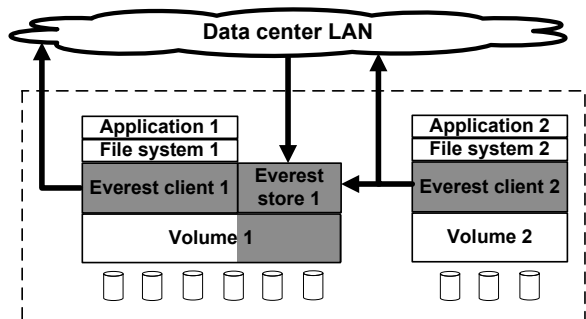 Data center LAN
Application 1
File system 1
Everest client 1
Everest store 1
Volume 1
Application 2
File system 2
Everest client 2
Volume 2